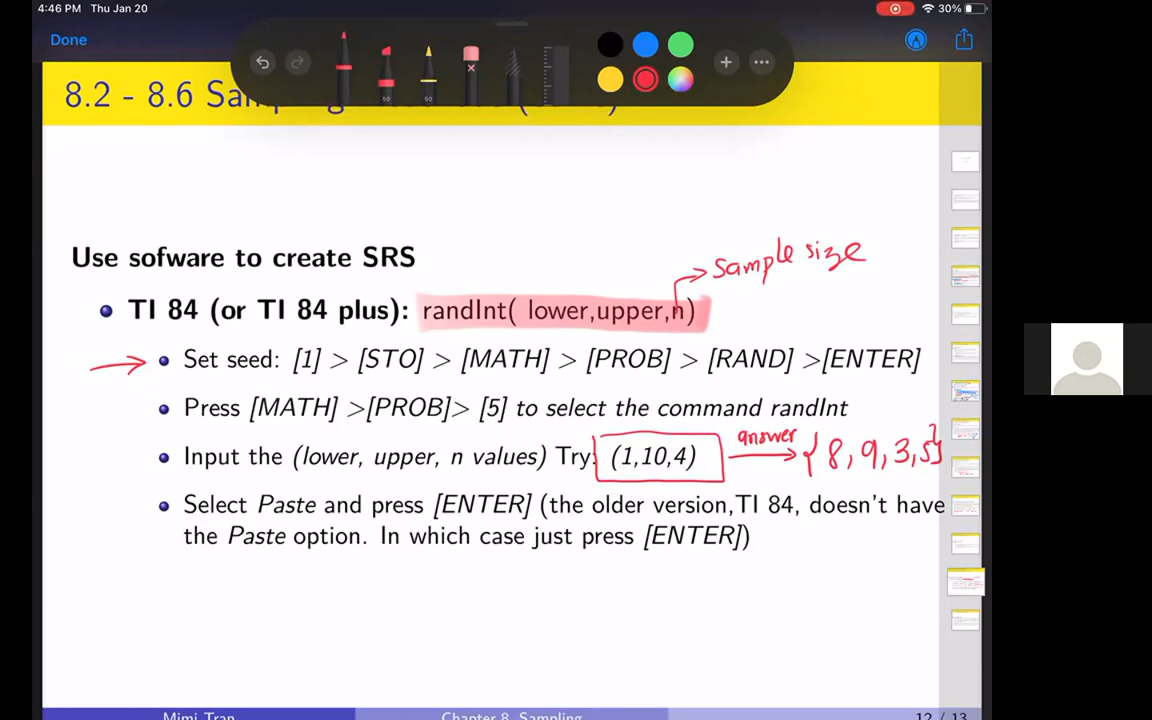 4:46 PM Thu Jan 20
30%
Done
8.2 - 8.6
50
60
Use sofware to create SRS
sample size
TI 84 (or TI 84 plus): randInt( lower,upper,n)
Set seed: [1] > [STO] > [MATH] > [PROB] > [RAND] >[ENTER]
Press [MATH] >[PROB]> [5] to select the command randInt
answer
Input the (lower, upper, n values) Try: (1,10,4) {8, 9, 3, 5}
Select Paste and press [ENTER] (the older version,TI 84, doesn't have
the Paste option. In which case just press [ENTER])
Mimi Tran Chapter 8 Sampling 12 / 13